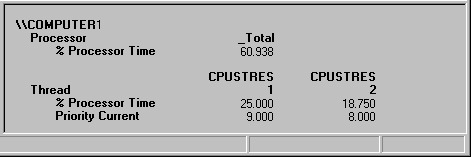 \\COMPUTER1
Processor _Total
% Processor Time 60.938
CPUSTRES CPUSTRES
Thread 1 2
% Processor Time 25.000 18.750
Priority Current 9.000 8.000